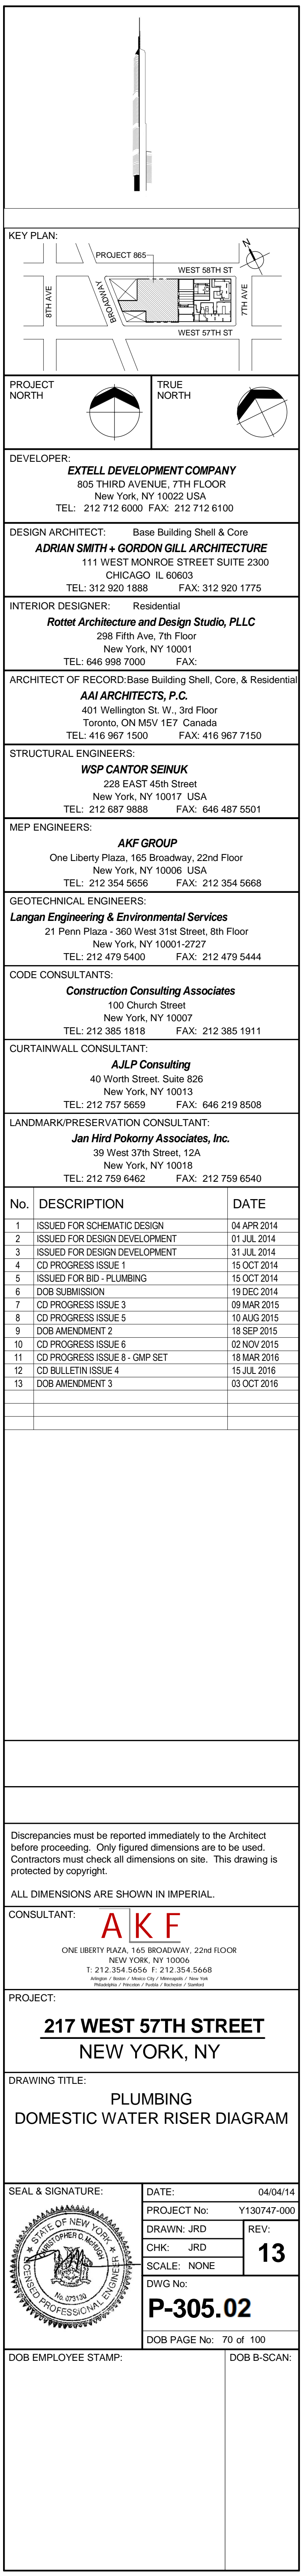 KEY PLAN:
N
PROJECT 865
WEST 58TH ST
8TH AVE
BROADWAY
7TH AVE
WEST 57TH ST
PROJECT
NORTH
TRUE
NORTH
DEVELOPER:
EXTELL DEVELOPMENT COMPANY
805 THIRD AVENUE, 7TH FLOOR
New York, NY 10022 USA
TEL: 212 712 6000 FAX: 212 712 6100
DESIGN ARCHITECT: Base Building Shell & Core
ADRIAN SMITH + GORDON GILL ARCHITECTURE
111 WEST MONROE STREET SUITE 2300
CHICAGO IL 60603
TEL: 312 920 1888 FAX: 312 920 1775
INTERIOR DESIGNER: Residential
Rottet Architecture and Design Studio, PLLC
298 Fifth Ave, 7th Floor
New York, NY 10001
TEL: 646 998 7000 FAX:
ARCHITECT OF RECORD:Base Building Shell, Core, & Residential
AAI ARCHITECTS, P.C.
401 Wellington St. W., 3rd Floor
Toronto, ON M5V 1E7 Canada
TEL: 416 967 1500 FAX: 416 967 7150
STRUCTURAL ENGINEERS:
WSP CANTOR SEINUK
228 EAST 45th Street
New York, NY 10017 USA
TEL: 212 687 9888 FAX: 646 487 5501
MEP ENGINEERS:
AKF GROUP
One Liberty Plaza, 165 Broadway, 22nd Floor
New York, NY 10006 USA
TEL: 212 354 5656 FAX: 212 354 5668
GEOTECHNICAL ENGINEERS:
Langan Engineering & Environmental Services
21 Penn Plaza - 360 West 31st Street, 8th Floor
New York, NY 10001-2727
TEL: 212 479 5400 FAX: 212 479 5444
CODE CONSULTANTS:
Construction Consulting Associates
100 Church Street
New York, NY 10007
TEL: 212 385 1818 FAX: 212 385 1911
CURTAINWALL CONSULTANT:
AJLP Consulting
40 Worth Street. Suite 826
New York, NY 10013
TEL: 212 757 5659 FAX: 646 219 8508
LANDMARK/PRESERVATION CONSULTANT:
Jan Hird Pokorny Associates, Inc.
39 West 37th Street, 12A
New York, NY 10018
TEL: 212 759 6462 FAX: 212 759 6540
No. DESCRIPTION DATE
1 ISSUED FOR SCHEMATIC DESIGN 04 APR 2014
2 ISSUED FOR DESIGN DEVELOPMENT 01 JUL 2014
3 ISSUED FOR DESIGN DEVELOPMENT 31 JUL 2014
4 CD PROGRESS ISSUE 1 15 OCT 2014
5 ISSUED FOR BID - PLUMBING 15 OCT 2014
6 DOB SUBMISSION 19 DEC 2014
7 CD PROGRESS ISSUE 3 09 MAR 2015
8 CD PROGRESS ISSUE 5 10 AUG 2015
9 DOB AMENDMENT 2 18 SEP 2015
10 CD PROGRESS ISSUE 6 02 NOV 2015
11 CD PROGRESS ISSUE 8 - GMP SET 18 MAR 2016
12 CD BULLETIN ISSUE 4 15 JUL 2016
13 DOB AMENDMENT 3 03 OCT 2016
Discrepancies must be reported immediately to the Architect
before proceeding. Only figured dimensions are to be used.
Contractors must check all dimensions on site. This drawing is
protected by copyright.
ALL DIMENSIONS ARE SHOWN IN IMPERIAL.
CONSULTANT:
AKF
ONE LIBERTY PLAZA, 165 BROADWAY, 22nd FLOOR
NEW YORK, NY 10006
T: 212.354.5656 F: 212.354.5668
Arlington / Boston / Mexico City / Minneapolis / New York
Philadelphia / Princeton / Puebla / Rochester / Stamford
PROJECT:
217 WEST 57TH STREET
NEW YORK, NY
DRAWING TITLE:
PLUMBING
DOMESTIC WATER RISER DIAGRAM
SEAL & SIGNATURE:
STATE OF NEW YORK
CHRISTOPHER O. McHUGH
No. 073130
LICENSED PROFESSIONAL ENGINEER
DATE: 04/04/14
PROJECT No: Y130747-000
DRAWN: JRD
REV:
13
CHK: JRD
SCALE: NONE
DWG No:
P-305.02
DOB PAGE No: 70 of 100
DOB EMPLOYEE STAMP:
DOB B-SCAN: